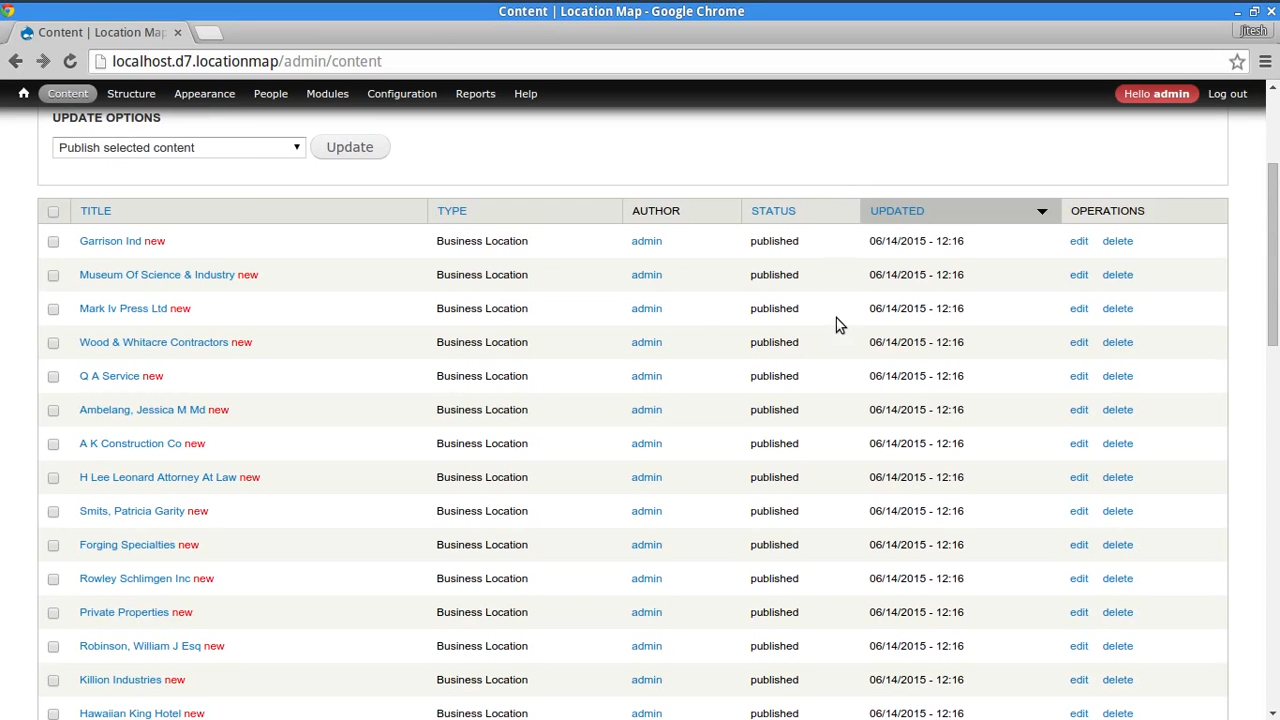 Content | Location Map - Google Chrome
Content | Location Map
Jitesh
localhost.d7.locationmap/admin/content
Content Structure Appearance People Modules Configuration Reports Help Hello admin Log out
UPDATE OPTIONS
Publish selected content Update
TITLE TYPE AUTHOR STATUS UPDATED OPERATIONS
Garrison Ind new Business Location admin published 06/14/2015 - 12:16 edit delete
Museum Of Science & Industry new Business Location admin published 06/14/2015 - 12:16 edit delete
Mark Iv Press Ltd new Business Location admin published 06/14/2015 - 12:16 edit delete
Wood & Whitacre Contractors new Business Location admin published 06/14/2015 - 12:16 edit delete
Q A Service new Business Location admin published 06/14/2015 - 12:16 edit delete
Ambelang, Jessica M Md new Business Location admin published 06/14/2015 - 12:16 edit delete
A K Construction Co new Business Location admin published 06/14/2015 - 12:16 edit delete
H Lee Leonard Attorney At Law new Business Location admin published 06/14/2015 - 12:16 edit delete
Smits, Patricia Garity new Business Location admin published 06/14/2015 - 12:16 edit delete
Forging Specialties new Business Location admin published 06/14/2015 - 12:16 edit delete
Rowley Schlimgen Inc new Business Location admin published 06/14/2015 - 12:16 edit delete
Private Properties new Business Location admin published 06/14/2015 - 12:16 edit delete
Robinson, William J Esq new Business Location admin published 06/14/2015 - 12:16 edit delete
Killion Industries new Business Location admin published 06/14/2015 - 12:16 edit delete
Hawaiian King Hotel new Business Location admin published 06/14/2015 - 12:16 edit delete